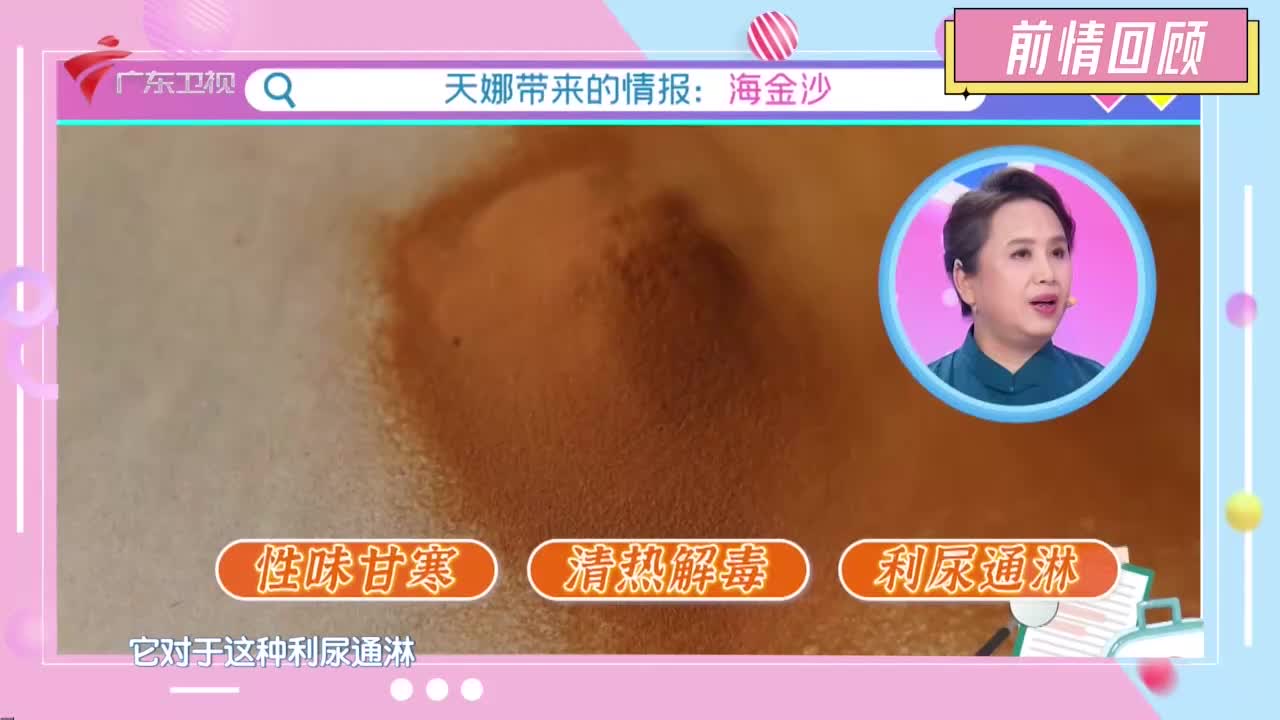 前情回顾
广东卫视
天娜带来的情报：海金沙
性味甘寒
清热解毒
利尿通淋
它对于这种利尿通淋